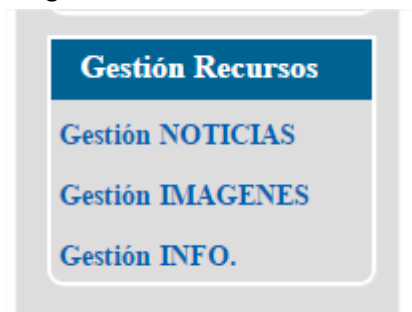 Gestión Recursos
Gestión NOTICIAS
Gestión IMAGENES
Gestión INFO.